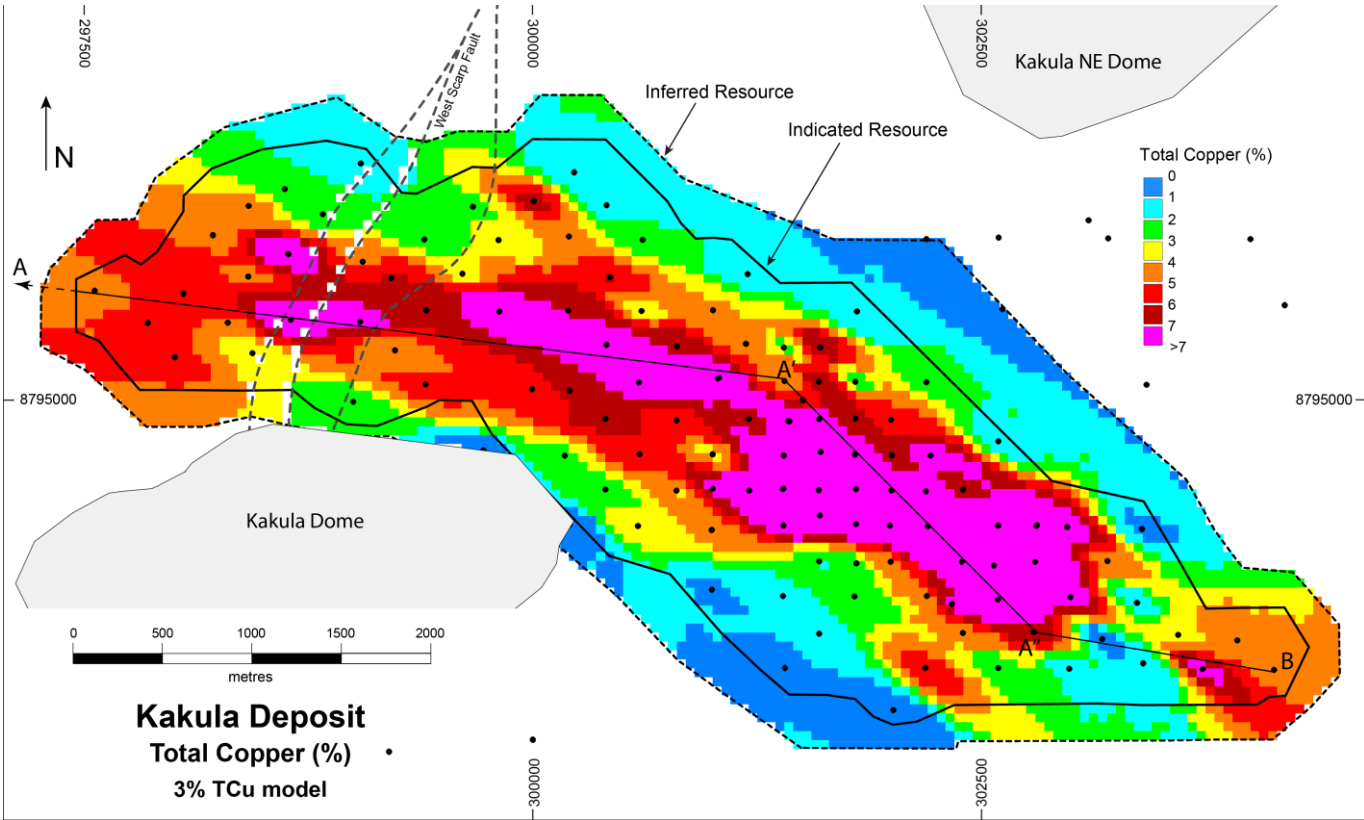 297500
300000
302500
Kakula NE Dome
West Scarp Fault
Inferred Resource
Indicated Resource
N
Total Copper (%)
0
1
2
3
4
5
6
7
>7
A
A'
8795000
8795000
Kakula Dome
A"
B
0 500 1000 1500 2000
metres
Kakula Deposit
Total Copper (%)
3% TCu model
300000
302500